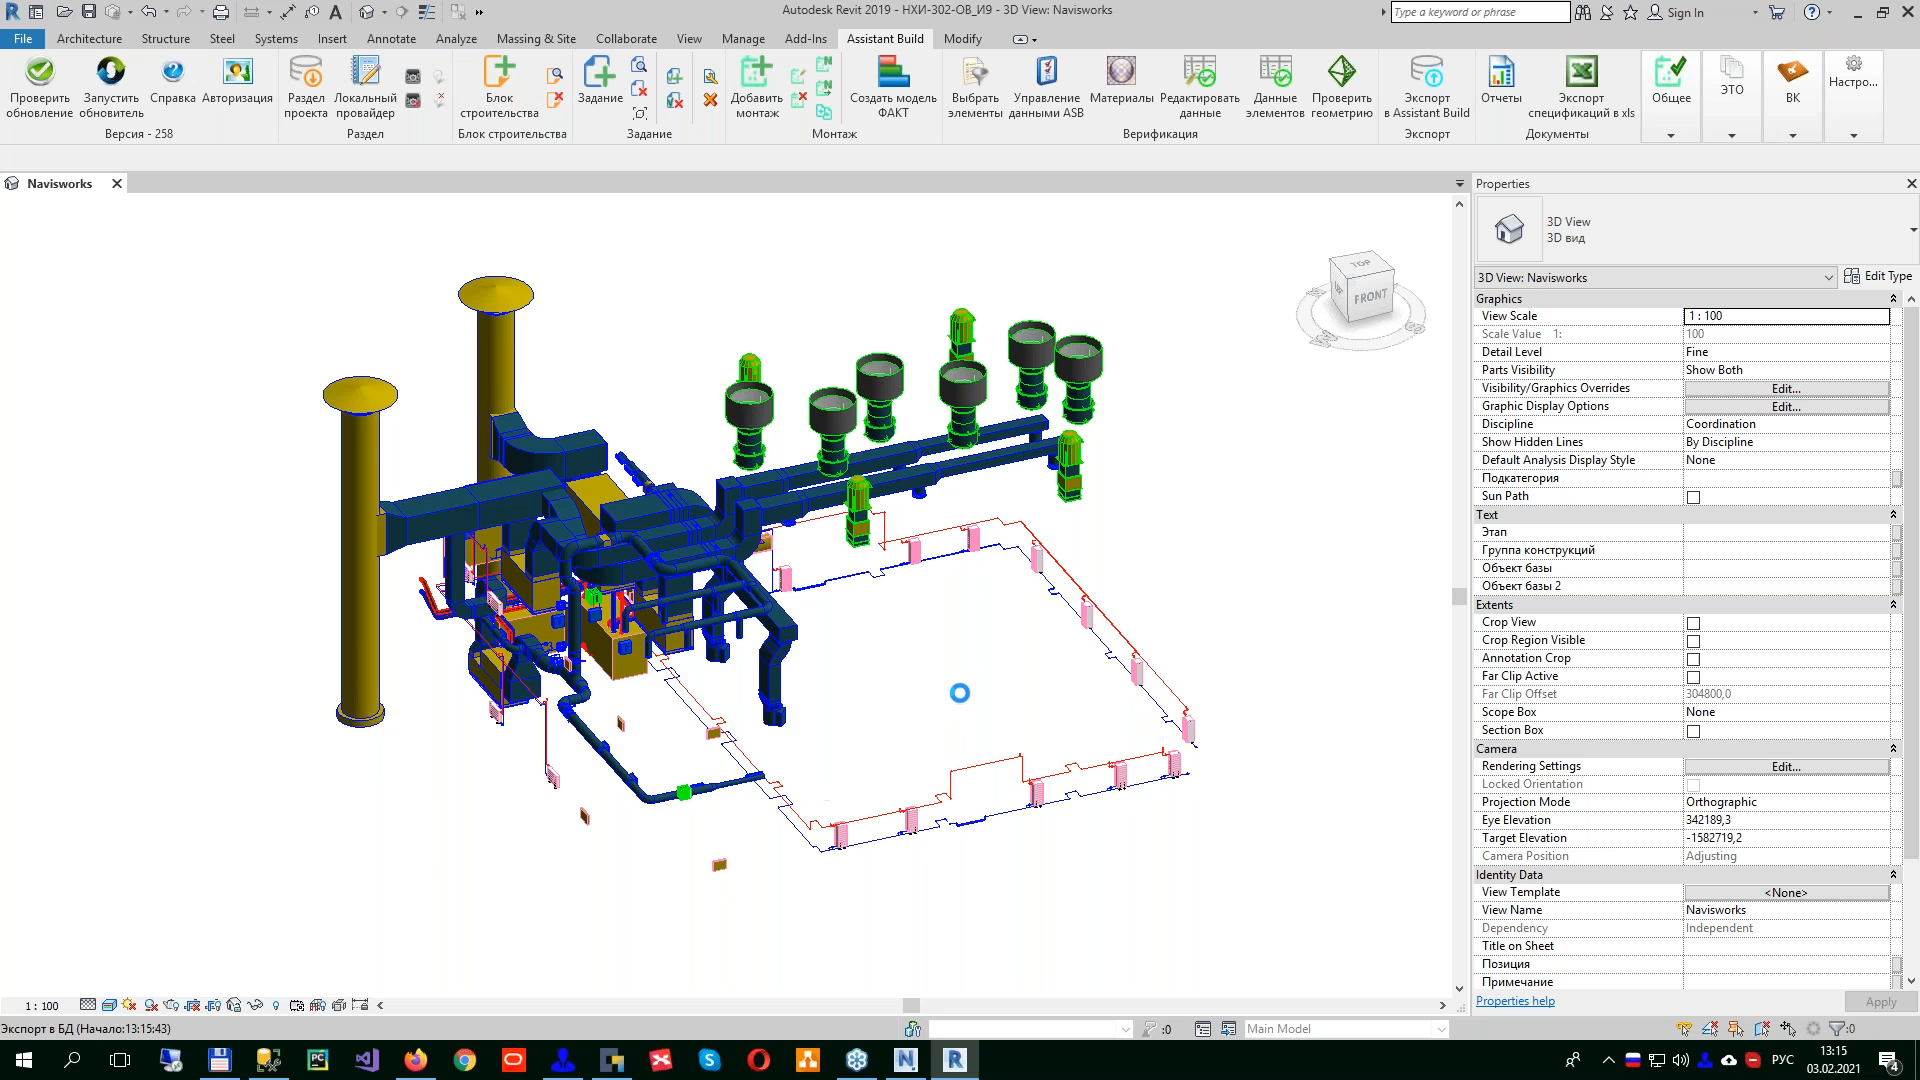 Autodesk Revit 2019 - НХИ-302-ОВ_И9 - 3D View: Navisworks
Type a keyword or phrase
Sign In
File Architecture Structure Steel Systems Insert Annotate Analyze Massing & Site Collaborate View Manage Add-Ins Assistant Build Modify
Проверить обновление
Запустить обновитель
Справка
Авторизация
Версия - 258
Раздел проекта
Локальный провайдер
Раздел
Блок строительства
Блок строительства
Задание
Задание
Добавить монтаж
Создать модель ФАКТ
Монтаж
Выбрать элементы
Управление данными ASB
Материалы
Редактировать данные
Данные элементов
Проверить геометрию
Верификация
Экспорт в Assistant Build
Экспорт
Отчеты
Экспорт спецификаций в xls
Документы
Общее
ЭТО
ВК
Настро...
Navisworks
TOP
FRONT
Properties
3D View
3D вид
3D View: Navisworks
Edit Type
Graphics
View Scale 1 : 100
Scale Value 1: 100
Detail Level Fine
Parts Visibility Show Both
Visibility/Graphics Overrides Edit...
Graphic Display Options Edit...
Discipline Coordination
Show Hidden Lines By Discipline
Default Analysis Display Style None
Подкатегория
Sun Path
Text
Этап
Группа конструкций
Объект базы
Объект базы 2
Extents
Crop View
Crop Region Visible
Annotation Crop
Far Clip Active
Far Clip Offset 304800,0
Scope Box None
Section Box
Camera
Rendering Settings Edit...
Locked Orientation
Projection Mode Orthographic
Eye Elevation 342189,3
Target Elevation -1582719,2
Camera Position Adjusting
Identity Data
View Template <None>
View Name Navisworks
Dependency Independent
Title on Sheet
Позиция
Примечание
Properties help
Apply
1 : 100
Экспорт в БД (Начало:13:15:43)
:0
Main Model
:0
РУС
13:15
03.02.2021
4